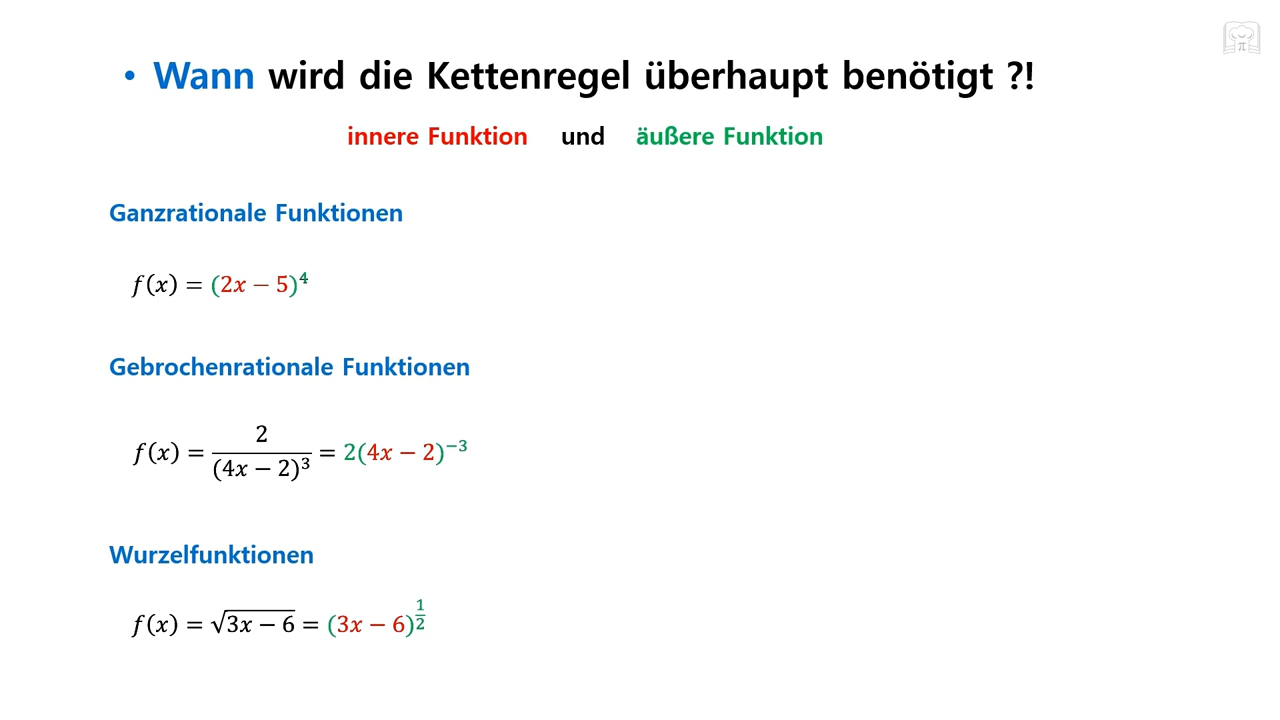 • Wann wird die Kettenregel überhaupt benötigt ?!
innere Funktion und äußere Funktion
Ganzrationale Funktionen
f(x) = (2x − 5)⁴
Gebrochenrationale Funktionen
f(x) = 2/(4x − 2)³ = 2(4x − 2)⁻³
Wurzelfunktionen
f(x) = √(3x − 6) = (3x − 6)^(1/2)
π